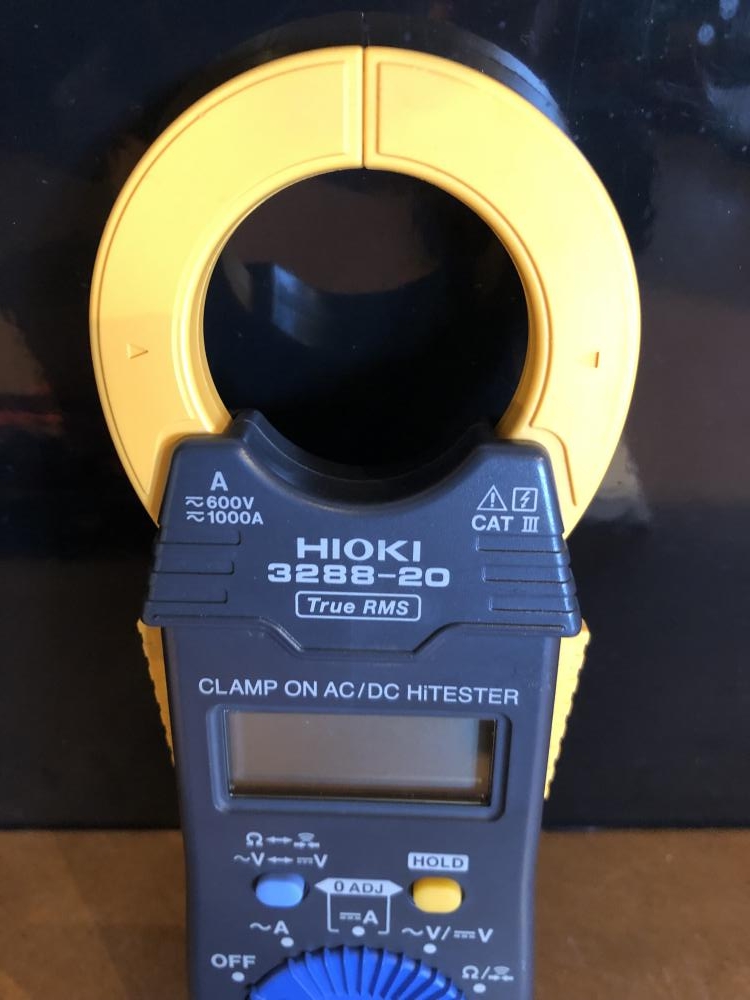 A
≂600V
≂1000A
CAT III
HIOKI
3288-20
True RMS
CLAMP ON AC/DC HiTESTER
Ω↔
~V↔⎓V
HOLD
0 ADJ
⎓A
~A
~V/⎓V
OFF
Ω/